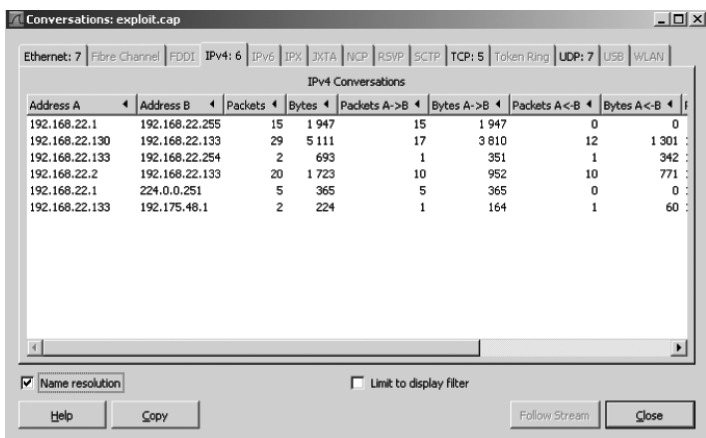 Conversations: exploit.cap
Ethernet: 7 Fibre Channel FDDI IPv4: 6 IPv6 IPX JXTA NCP RSVP SCTP TCP: 5 Token Ring UDP: 7 USB WLAN
IPv4 Conversations
Address A Address B Packets Bytes Packets A->B Bytes A->B Packets A<-B Bytes A<-B
192.168.22.1 192.168.22.255 15 1 947 15 1 947 0 0
192.168.22.130 192.168.22.133 29 5 111 17 3 810 12 1 301
192.168.22.133 192.168.22.254 2 693 1 351 1 342
192.168.22.2 192.168.22.133 20 1 723 10 952 10 771
192.168.22.1 224.0.0.251 5 365 5 365 0 0
192.168.22.133 192.175.48.1 2 224 1 164 1 60
Name resolution Limit to display filter
Help Copy Follow Stream Close